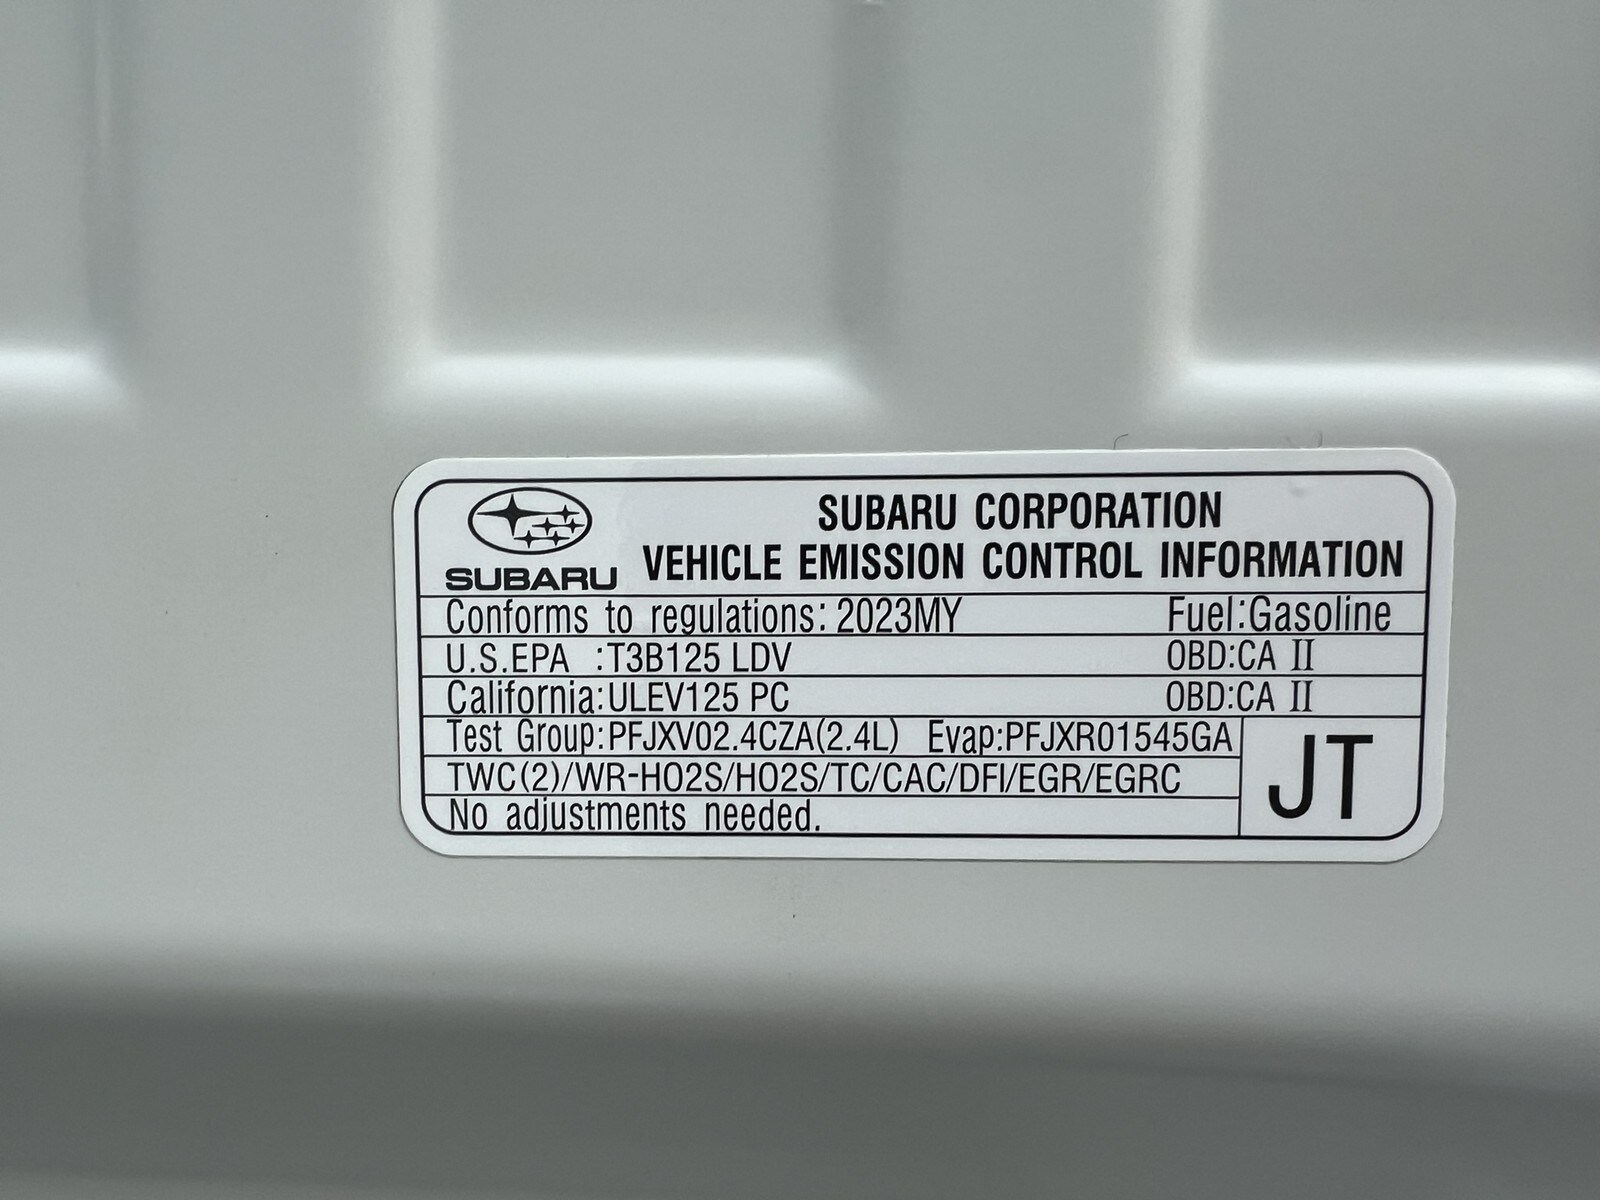 SUBARU
SUBARU CORPORATION
VEHICLE EMISSION CONTROL INFORMATION
Conforms to regulations: 2023MY Fuel:Gasoline
U.S.EPA :T3B125 LDV OBD:CA II
California:ULEV125 PC OBD:CA II
Test Group:PFJXV02.4CZA(2.4L) Evap:PFJXR01545GA
TWC(2)/WR-HO2S/HO2S/TC/CAC/DFI/EGR/EGRC
No adjustments needed.
JT